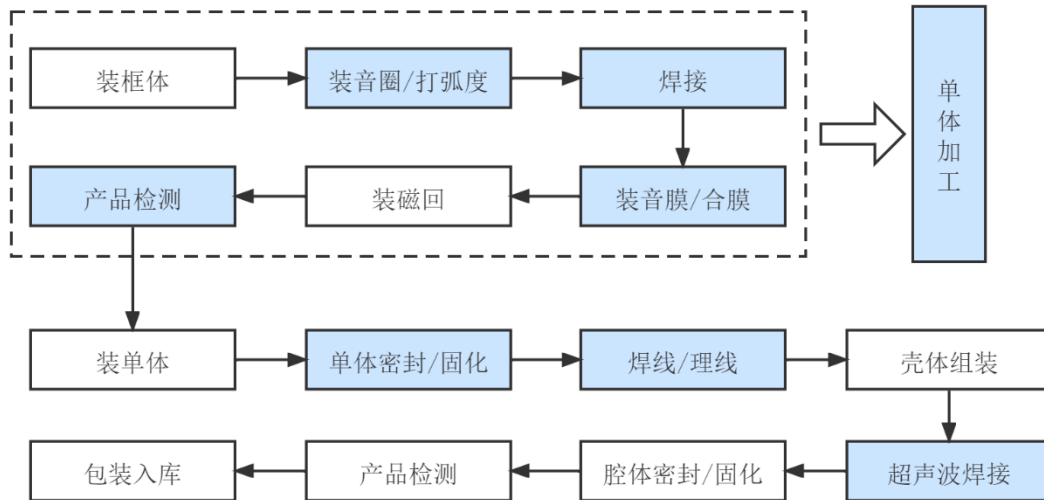 装框体
装音圈/打弧度
焊接
单体加工
产品检测
装磁回
装音膜/合膜
装单体
单体密封/固化
焊线/理线
壳体组装
包装入库
产品检测
腔体密封/固化
超声波焊接